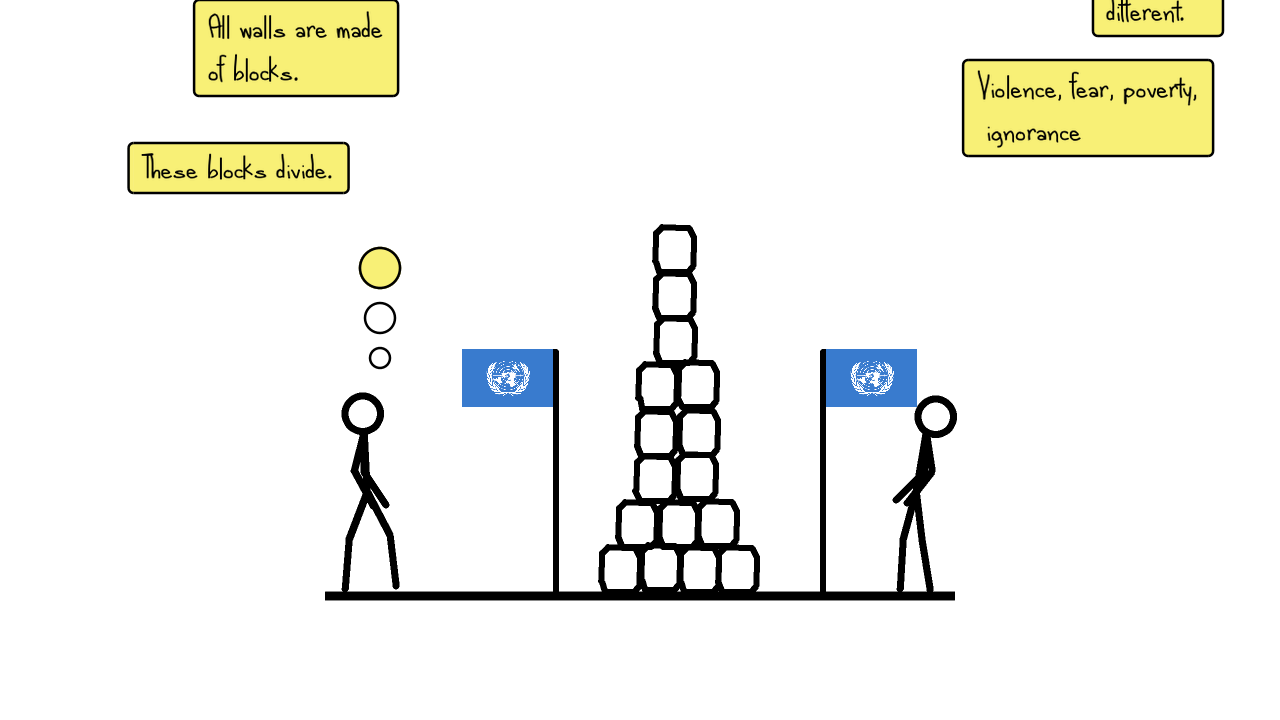 All walls are made
of blocks.
These blocks divide.
different.
Violence, fear, poverty,
ignorance